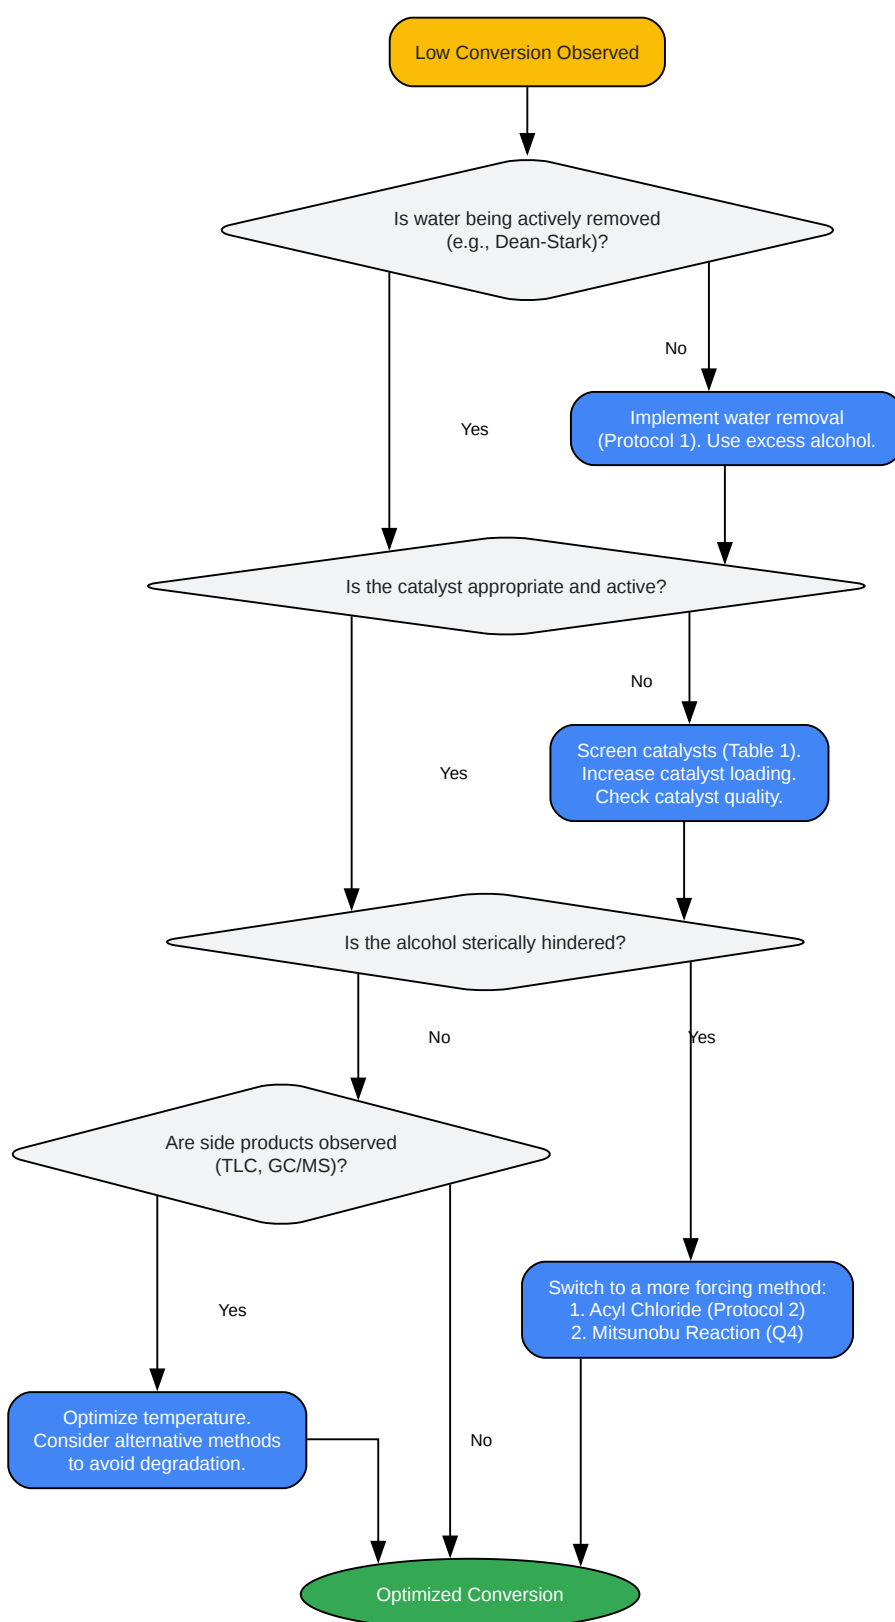 Low Conversion Observed
Is water being actively removed
(e.g., Dean-Stark)?
No
Implement water removal
(Protocol 1). Use excess alcohol.
Yes
Is the catalyst appropriate and active?
No
Screen catalysts (Table 1).
Increase catalyst loading.
Check catalyst quality.
Yes
Is the alcohol sterically hindered?
No
Yes
Are side products observed
(TLC, GC/MS)?
Switch to a more forcing method:
1. Acyl Chloride (Protocol 2)
2. Mitsunobu Reaction (Q4)
Yes
Optimize temperature.
Consider alternative methods
to avoid degradation.
No
Optimized Conversion